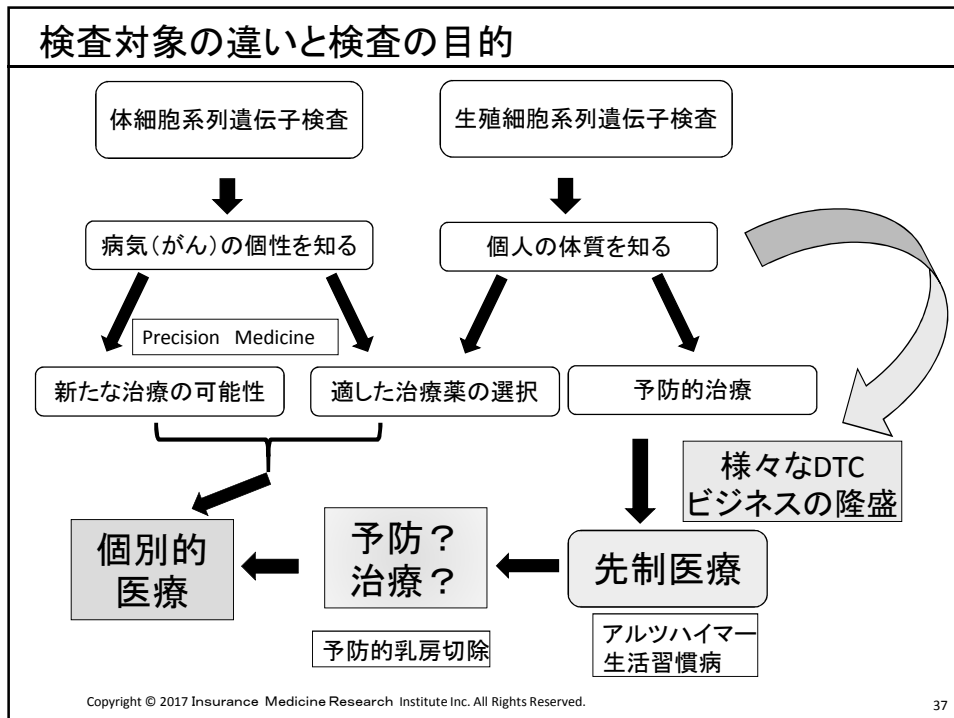 検査対象の違いと検査の目的
体細胞系列遺伝子検査
生殖細胞系列遺伝子検査
病気（がん）の個性を知る
個人の体質を知る
Precision Medicine
新たな治療の可能性
適した治療薬の選択
予防的治療
様々なDTC
ビジネスの隆盛
個別的
医療
予防？
治療？
先制医療
予防的乳房切除
アルツハイマー
生活習慣病
Copyright © 2017 Insurance Medicine Research Institute Inc. All Rights Reserved.
37